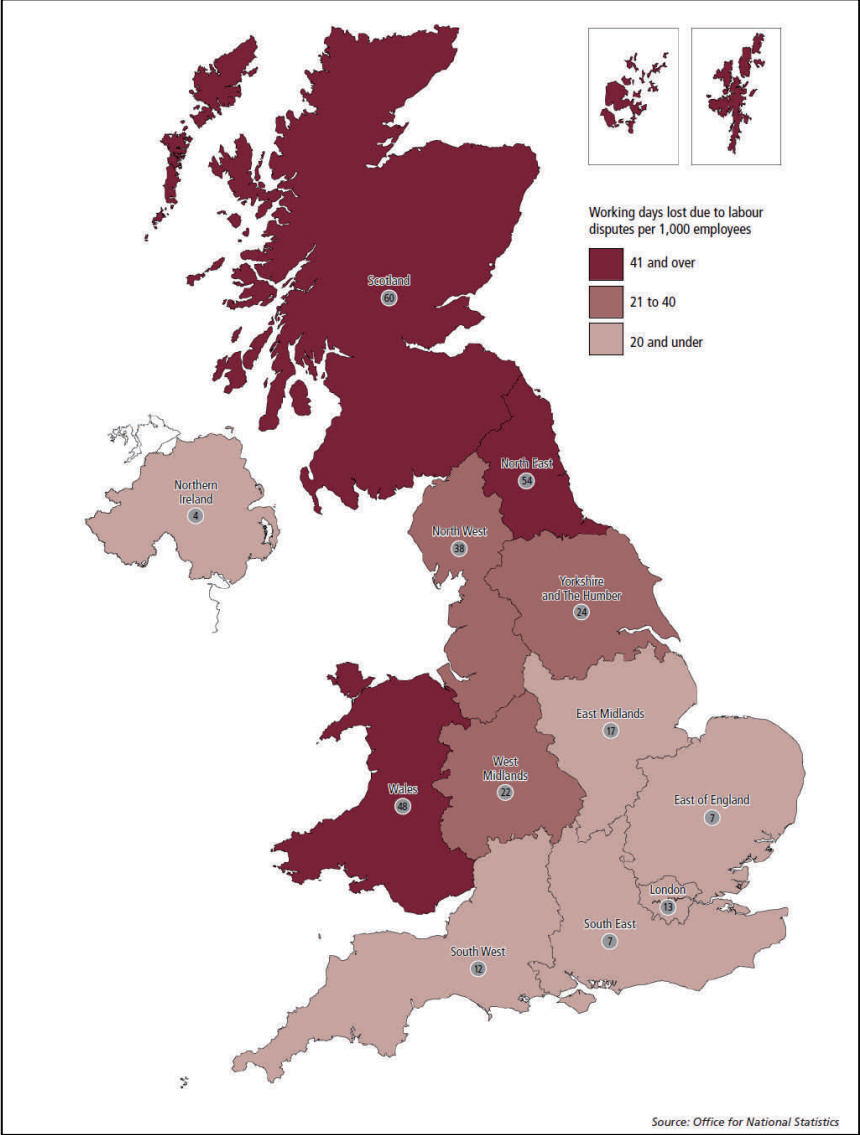 Working days lost due to labour
disputes per 1,000 employees
41 and over
21 to 40
20 and under
Scotland
60
North East
54
Northern
Ireland
4
North West
38
Yorkshire
and The Humber
24
East Midlands
17
West
Midlands
22
Wales
48
East of England
7
London
13
South East
7
South West
12
Source: Office for National Statistics